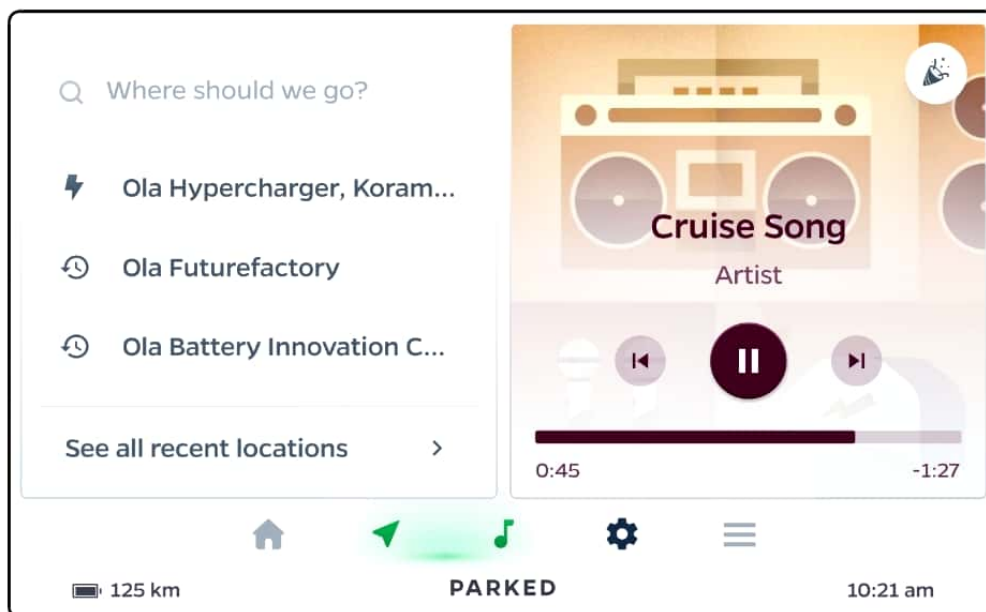 Where should we go?
Ola Hypercharger, Koram...
Ola Futurefactory
Ola Battery Innovation C...
See all recent locations
Cruise Song
Artist
0:45
-1:27
125 km
PARKED
10:21 am